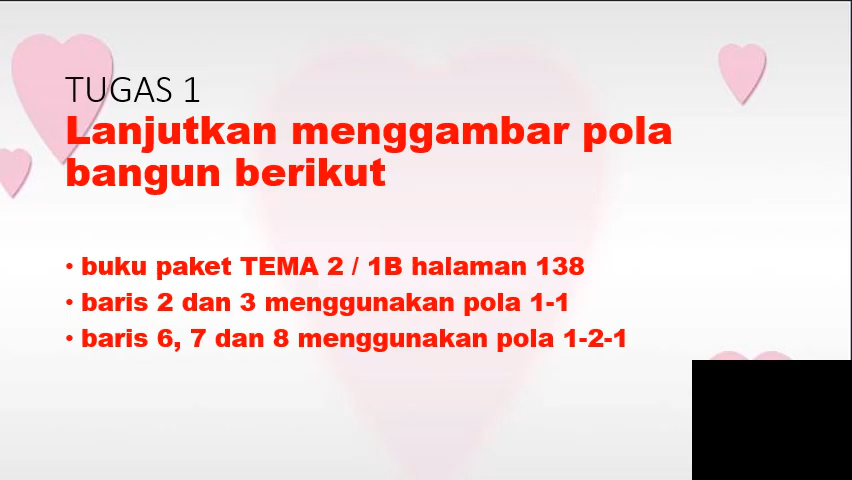 TUGAS 1
Lanjutkan menggambar pola
bangun berikut
• buku paket TEMA 2 / 1B halaman 138
• baris 2 dan 3 menggunakan pola 1-1
• baris 6, 7 dan 8 menggunakan pola 1-2-1